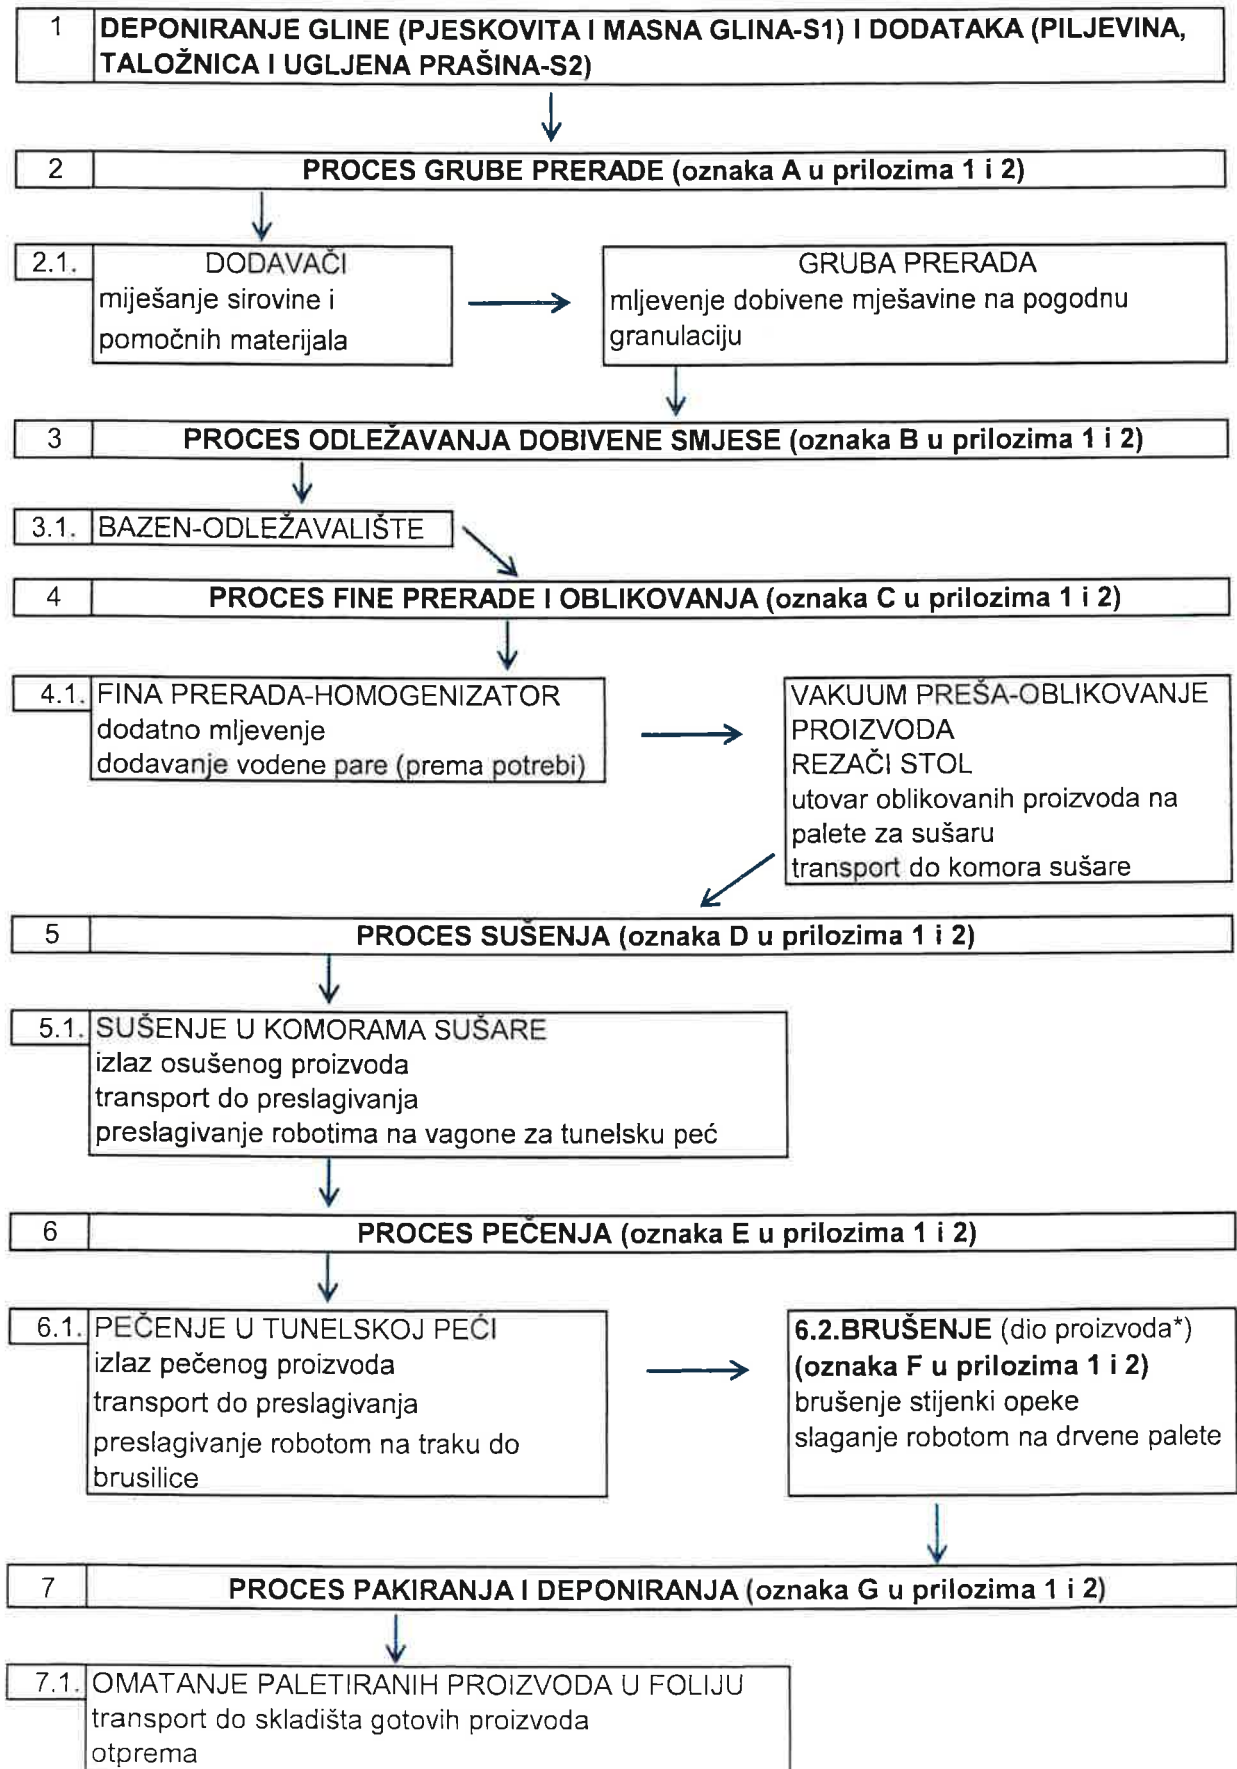 1 DEPONIRANJE GLINE (PJESKOVITA I MASNA GLINA-S1) I DODATAKA (PILJEVINA,
TALOŽNICA I UGLJENA PRAŠINA-S2)
2 PROCES GRUBE PRERADE (oznaka A u prilozima 1 i 2)
2.1. DODAVAČI
miješanje sirovine i
pomočnih materijala
GRUBA PRERADA
mljevenje dobivene mješavine na pogodnu
granulaciju
3 PROCES ODLEŽAVANJA DOBIVENE SMJESE (oznaka B u prilozima 1 i 2)
3.1. BAZEN-ODLEŽAVALIŠTE
4 PROCES FINE PRERADE I OBLIKOVANJA (oznaka C u prilozima 1 i 2)
4.1. FINA PRERADA-HOMOGENIZATOR
dodatno mljevenje
dodavanje vodene pare (prema potrebi)
VAKUUM PREŠA-OBLIKOVANJE
PROIZVODA
REZAČI STOL
utovar oblikovanih proizvoda na
palete za sušaru
transport do komora sušare
5 PROCES SUŠENJA (oznaka D u prilozima 1 i 2)
5.1. SUŠENJE U KOMORAMA SUŠARE
izlaz osušenog proizvoda
transport do preslagivanja
preslagivanje robotima na vagone za tunelsku peć
6 PROCES PEČENJA (oznaka E u prilozima 1 i 2)
6.1. PEČENJE U TUNELSKOJ PEĆI
izlaz pečenog proizvoda
transport do preslagivanja
preslagivanje robotom na traku do
brusilice
6.2.BRUŠENJE (dio proizvoda*)
(oznaka F u prilozima 1 i 2)
brušenje stijenki opeke
slaganje robotom na drvene palete
7 PROCES PAKIRANJA I DEPONIRANJA (oznaka G u prilozima 1 i 2)
7.1. OMATANJE PALETIRANIH PROIZVODA U FOLIJU
transport do skladišta gotovih proizvoda
otprema